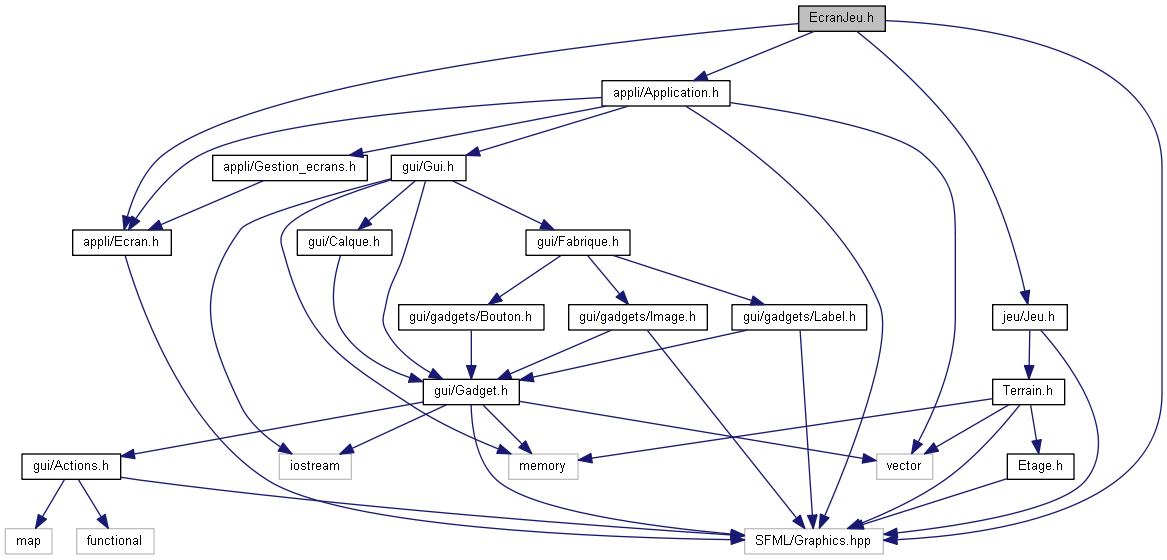 EcranJeu.h
appli/Application.h
appli/Gestion_ecrans.h
gui/Gui.h
appli/Ecran.h
gui/Calque.h
gui/Fabrique.h
gui/gadgets/Bouton.h
gui/gadgets/Image.h
gui/gadgets/Label.h
jeu/Jeu.h
gui/Gadget.h
Terrain.h
gui/Actions.h
iostream
memory
vector
Etage.h
map
functional
SFML/Graphics.hpp